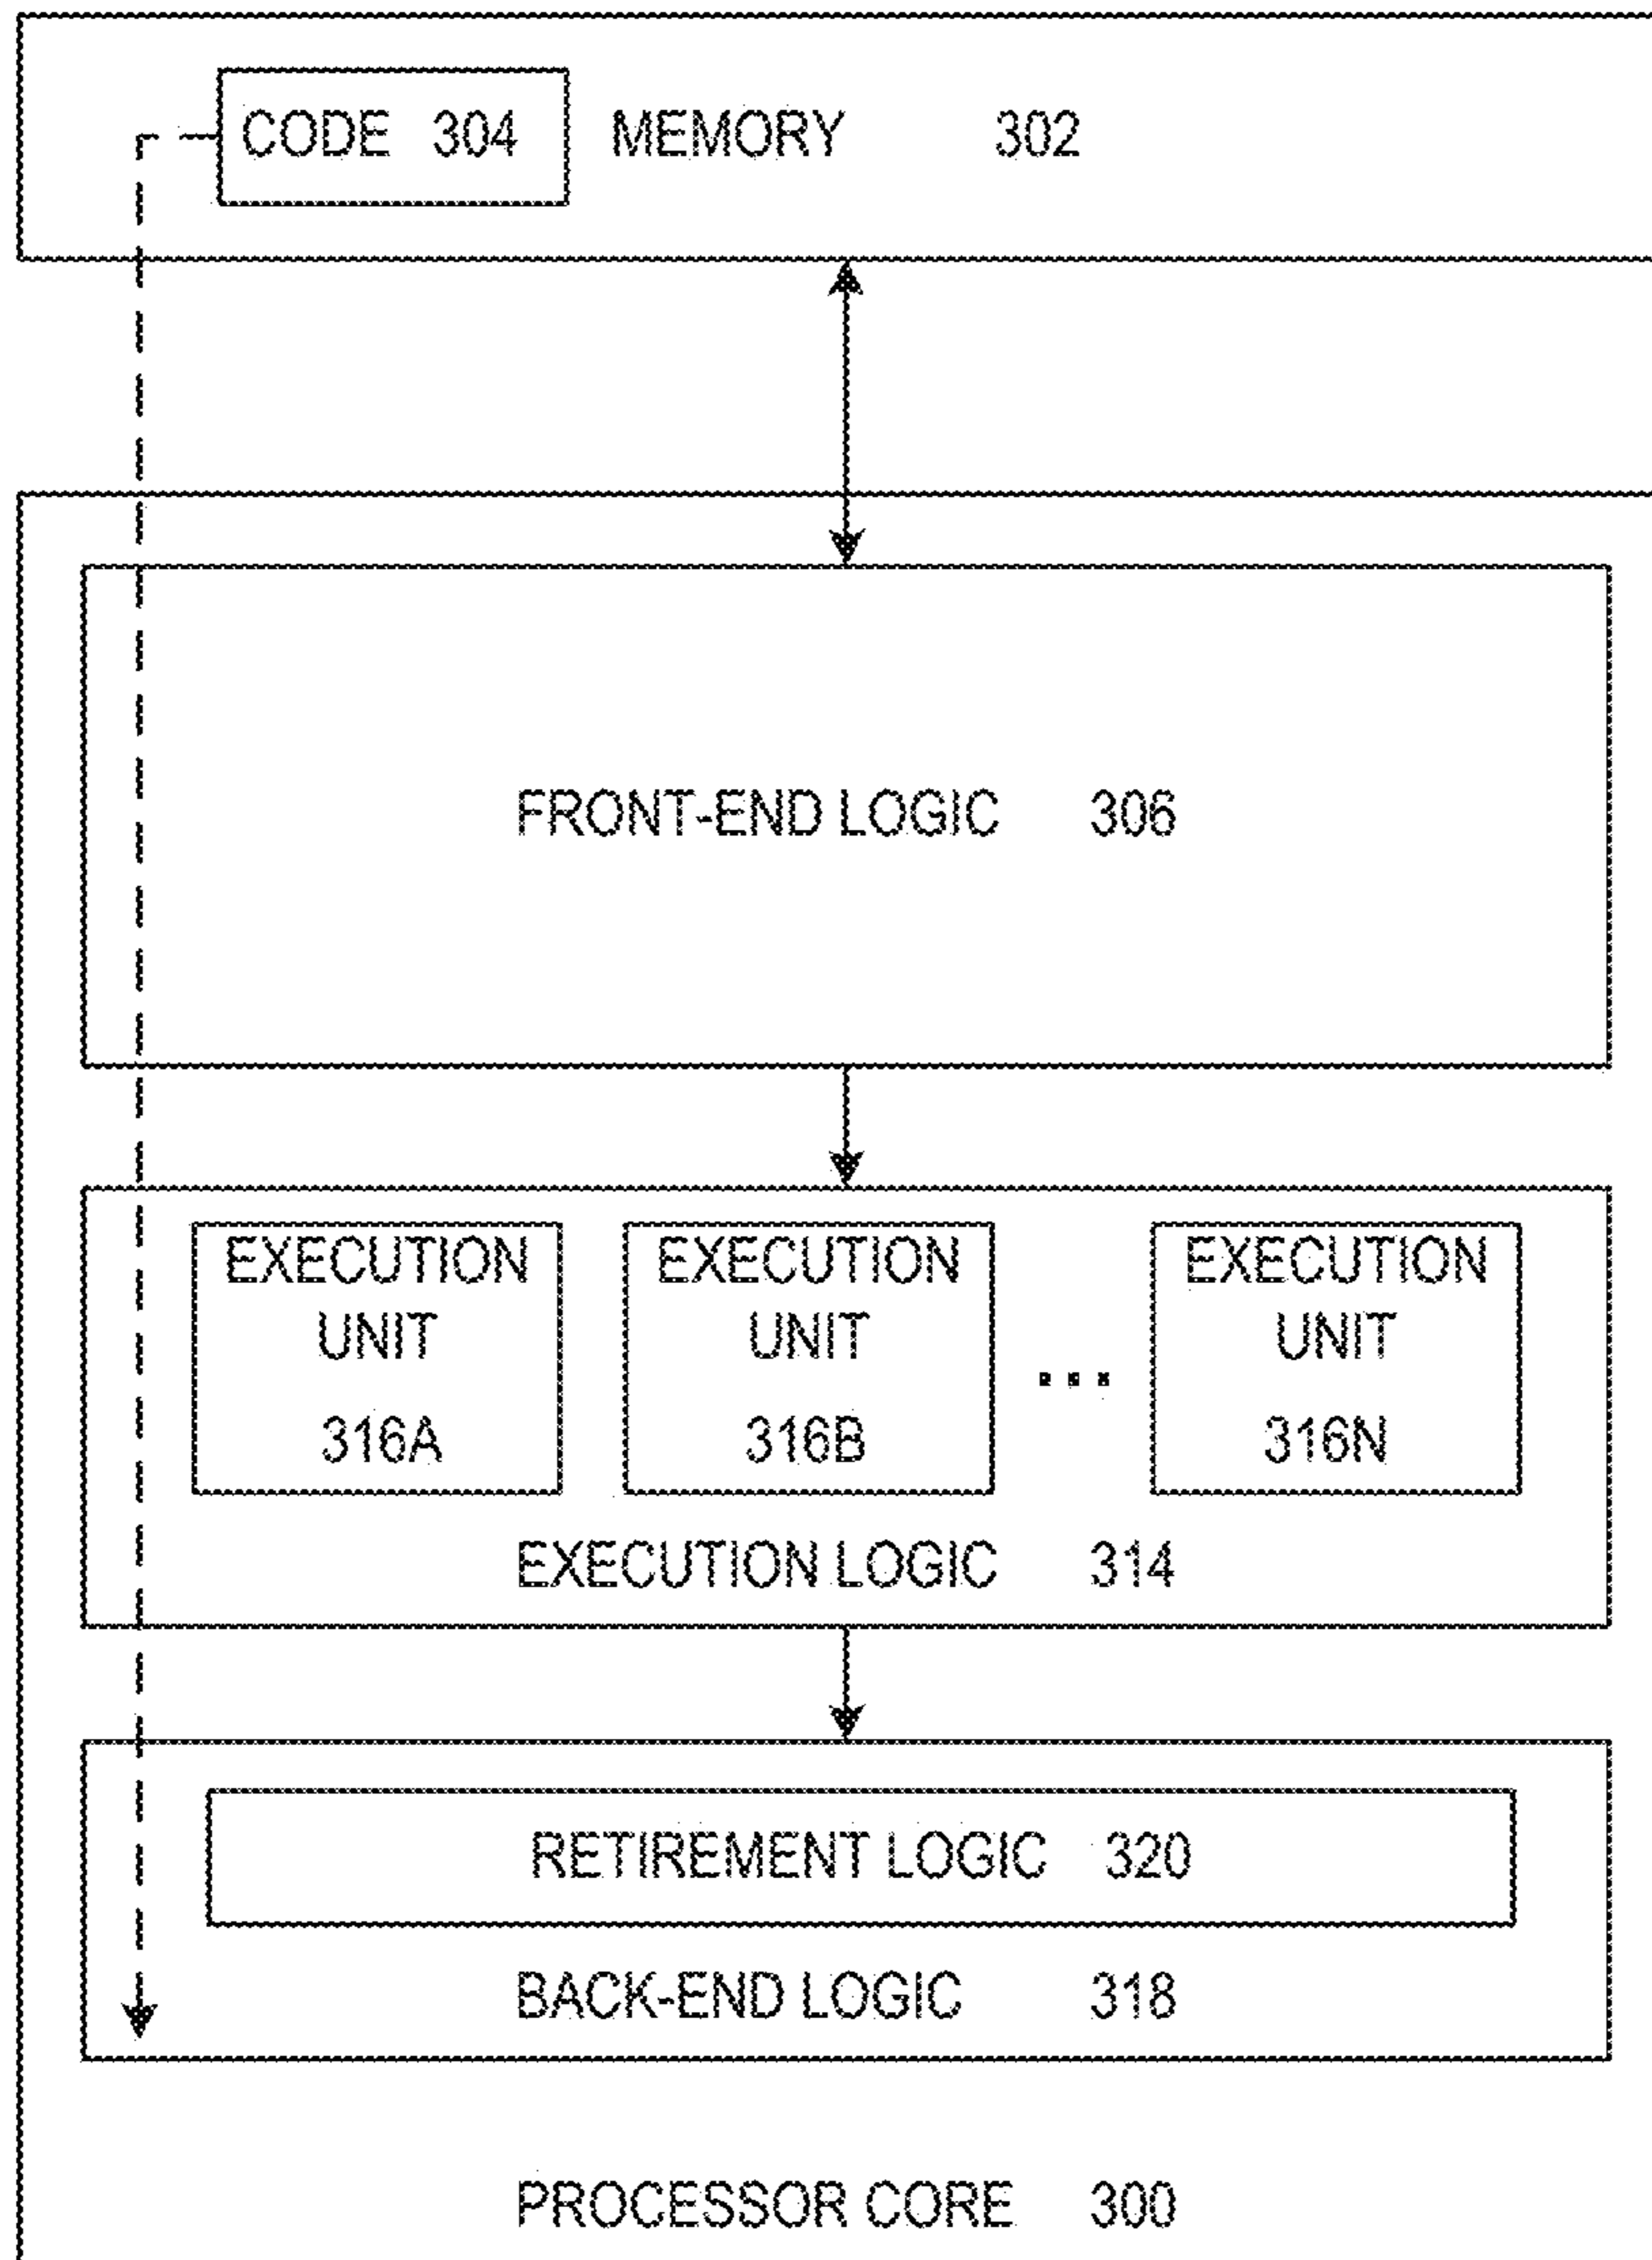 CODE 304 MEMORY 302
FRONT-END LOGIC 306
EXECUTION UNIT 316A
EXECUTION UNIT 316B
...
EXECUTION UNIT 316N
EXECUTION LOGIC 314
RETIREMENT LOGIC 320
BACK-END LOGIC 318
PROCESSOR CORE 300